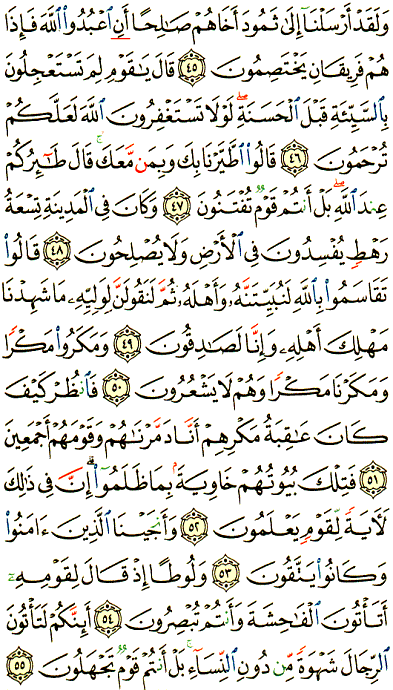 وَلَقَدْ أَرْسَلْنَآ إِلَىٰ ثَمُودَ أَخَاهُمْ صَٰلِحًا أَنِ ٱعْبُدُوا۟ ٱللَّهَ فَإِذَا
هُمْ فَرِيقَانِ يَخْتَصِمُونَ ٤٥ قَالَ يَٰقَوْمِ لِمَ تَسْتَعْجِلُونَ
بِٱلسَّيِّئَةِ قَبْلَ ٱلْحَسَنَةِ ۖ لَوْلَا تَسْتَغْفِرُونَ ٱللَّهَ لَعَلَّكُمْ
تُرْحَمُونَ ٤٦ قَالُوا۟ ٱطَّيَّرْنَا بِكَ وَبِمَن مَّعَكَ ۚ قَالَ طَٰٓئِرُكُمْ
عِندَ ٱللَّهِ ۖ بَلْ أَنتُمْ قَوْمٌ تُفْتَنُونَ ٤٧ وَكَانَ فِى ٱلْمَدِينَةِ تِسْعَةُ
رَهْطٍ يُفْسِدُونَ فِى ٱلْأَرْضِ وَلَا يُصْلِحُونَ ٤٨ قَالُوا۟
تَقَاسَمُوا۟ بِٱللَّهِ لَنُبَيِّتَنَّهُۥ وَأَهْلَهُۥ ثُمَّ لَنَقُولَنَّ لِوَلِيِّهِۦ مَا شَهِدْنَا
مَهْلِكَ أَهْلِهِۦ وَإِنَّا لَصَٰدِقُونَ ٤٩ وَمَكَرُوا۟ مَكْرًا
وَمَكَرْنَا مَكْرًا وَهُمْ لَا يَشْعُرُونَ ٥٠ فَٱنظُرْ كَيْفَ
كَانَ عَٰقِبَةُ مَكْرِهِمْ أَنَّا دَمَّرْنَٰهُمْ وَقَوْمَهُمْ أَجْمَعِينَ
٥١ فَتِلْكَ بُيُوتُهُمْ خَاوِيَةًۢ بِمَا ظَلَمُوٓا۟ ۗ إِنَّ فِى ذَٰلِكَ
لَءَايَةً لِّقَوْمٍ يَعْلَمُونَ ٥٢ وَأَنجَيْنَا ٱلَّذِينَ ءَامَنُوا۟
وَكَانُوا۟ يَتَّقُونَ ٥٣ وَلُوطًا إِذْ قَالَ لِقَوْمِهِۦٓ
أَتَأْتُونَ ٱلْفَٰحِشَةَ وَأَنتُمْ تُبْصِرُونَ ٥٤ أَئِنَّكُمْ لَتَأْتُونَ
ٱلرِّجَالَ شَهْوَةً مِّن دُونِ ٱلنِّسَآءِ ۚ بَلْ أَنتُمْ قَوْمٌ تَجْهَلُونَ ٥٥